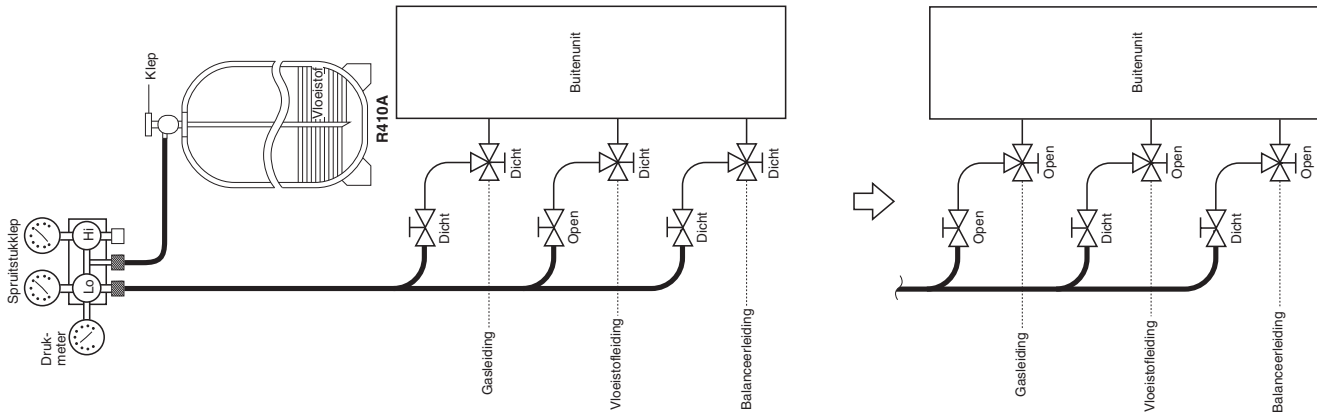 Spruitstukklep
Druk-
meter
Lo
Hi
Klep
Vloeistof
R410A
Buitenunit
Dicht
Dicht
Open
Dicht
Dicht
Dicht
Gasleiding
Vloeistofleiding
Balanceerleiding
Buitenunit
Open
Open
Dicht
Open
Dicht
Open
Gasleiding
Vloeistofleiding
Balanceerleiding